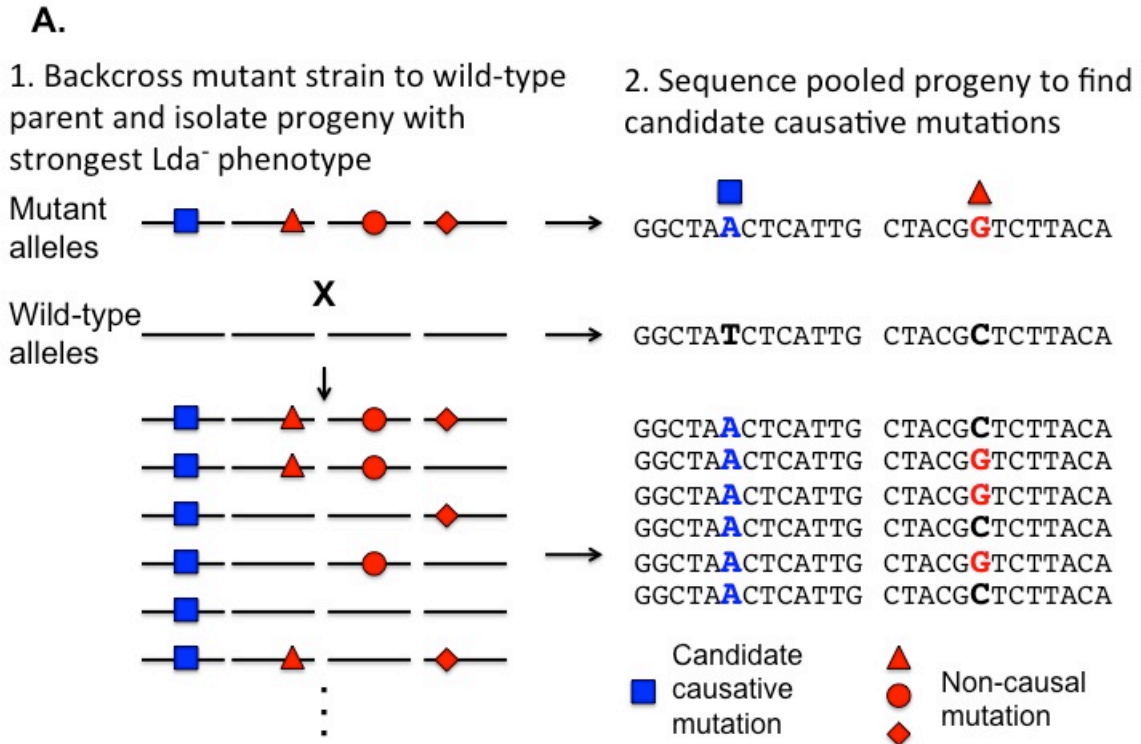 A.
1. Backcross mutant strain to wild-type
parent and isolate progeny with
strongest Lda- phenotype
2. Sequence pooled progeny to find
candidate causative mutations
Mutant
alleles
GGCTAACTCATTG CTACGGTCTTACA
X
Wild-type
alleles
GGCTATCTCATTG CTACGCTCTTACA
GGCTAACTCATTG CTACGCTCTTACA
GGCTAACTCATTG CTACGGTCTTACA
GGCTAACTCATTG CTACGGTCTTACA
GGCTAACTCATTG CTACGCTCTTACA
GGCTAACTCATTG CTACGGTCTTACA
GGCTAACTCATTG CTACGCTCTTACA
Candidate
causative
mutation
Non-causal
mutation